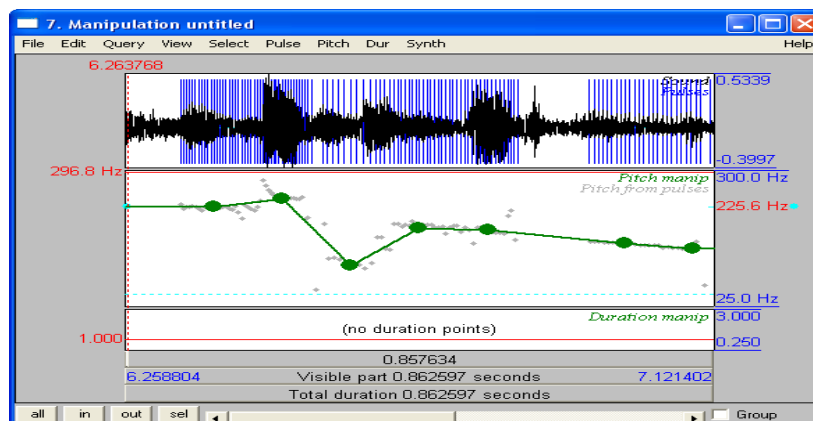 7. Manipulation untitled
File Edit Query View Select Pulse Pitch Dur Synth Help
6.263768
Sound
Pulses
0.5339
-0.3997
296.8 Hz
Pitch manip
Pitch from pulses
300.0 Hz
225.6 Hz
25.0 Hz
Duration manip
3.000
(no duration points)
1.000
0.250
0.857634
6.258804 Visible part 0.862597 seconds 7.121402
Total duration 0.862597 seconds
all in out sel Group